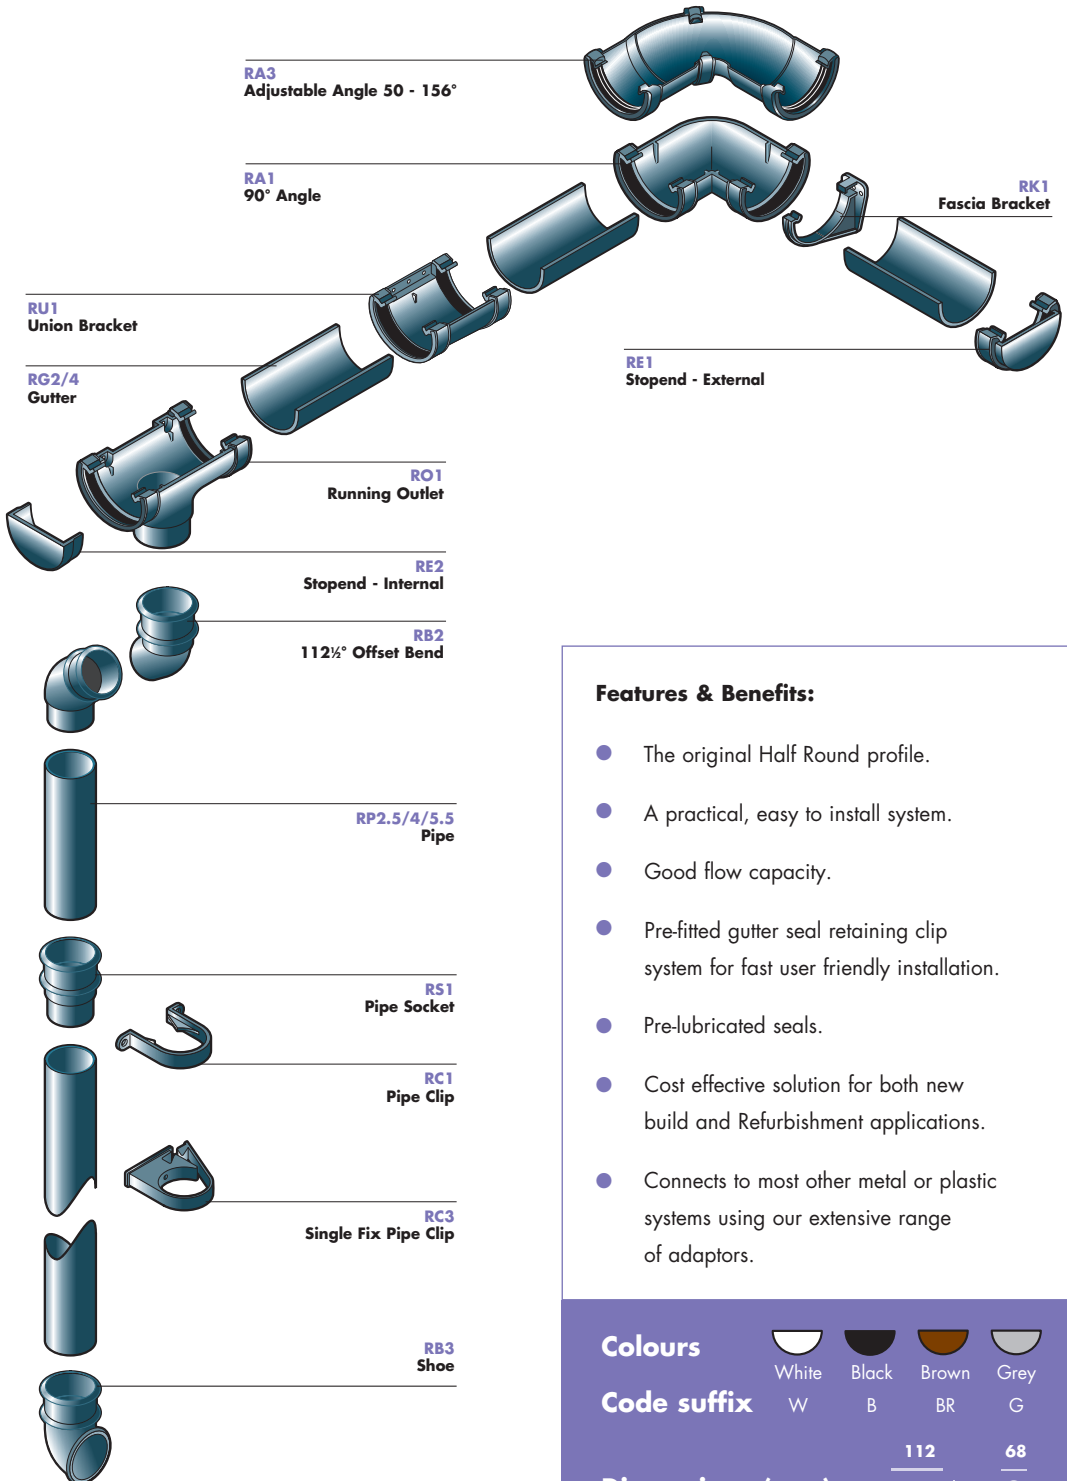 RA3
Adjustable Angle 50 - 156°
RA1
90° Angle
RK1
Fascia Bracket
RU1
Union Bracket
RE1
Stopend - External
RG2/4
Gutter
RO1
Running Outlet
RE2
Stopend - Internal
RB2
112½° Offset Bend
RP2.5/4/5.5
Pipe
RS1
Pipe Socket
RC1
Pipe Clip
RC3
Single Fix Pipe Clip
RB3
Shoe
Features & Benefits:
● The original Half Round profile.
● A practical, easy to install system.
● Good flow capacity.
● Pre-fitted gutter seal retaining clip
system for fast user friendly installation.
● Pre-lubricated seals.
● Cost effective solution for both new
build and Refurbishment applications.
● Connects to most other metal or plastic
systems using our extensive range
of adaptors.
Colours White Black Brown Grey
Code suffix W B BR G
112 68